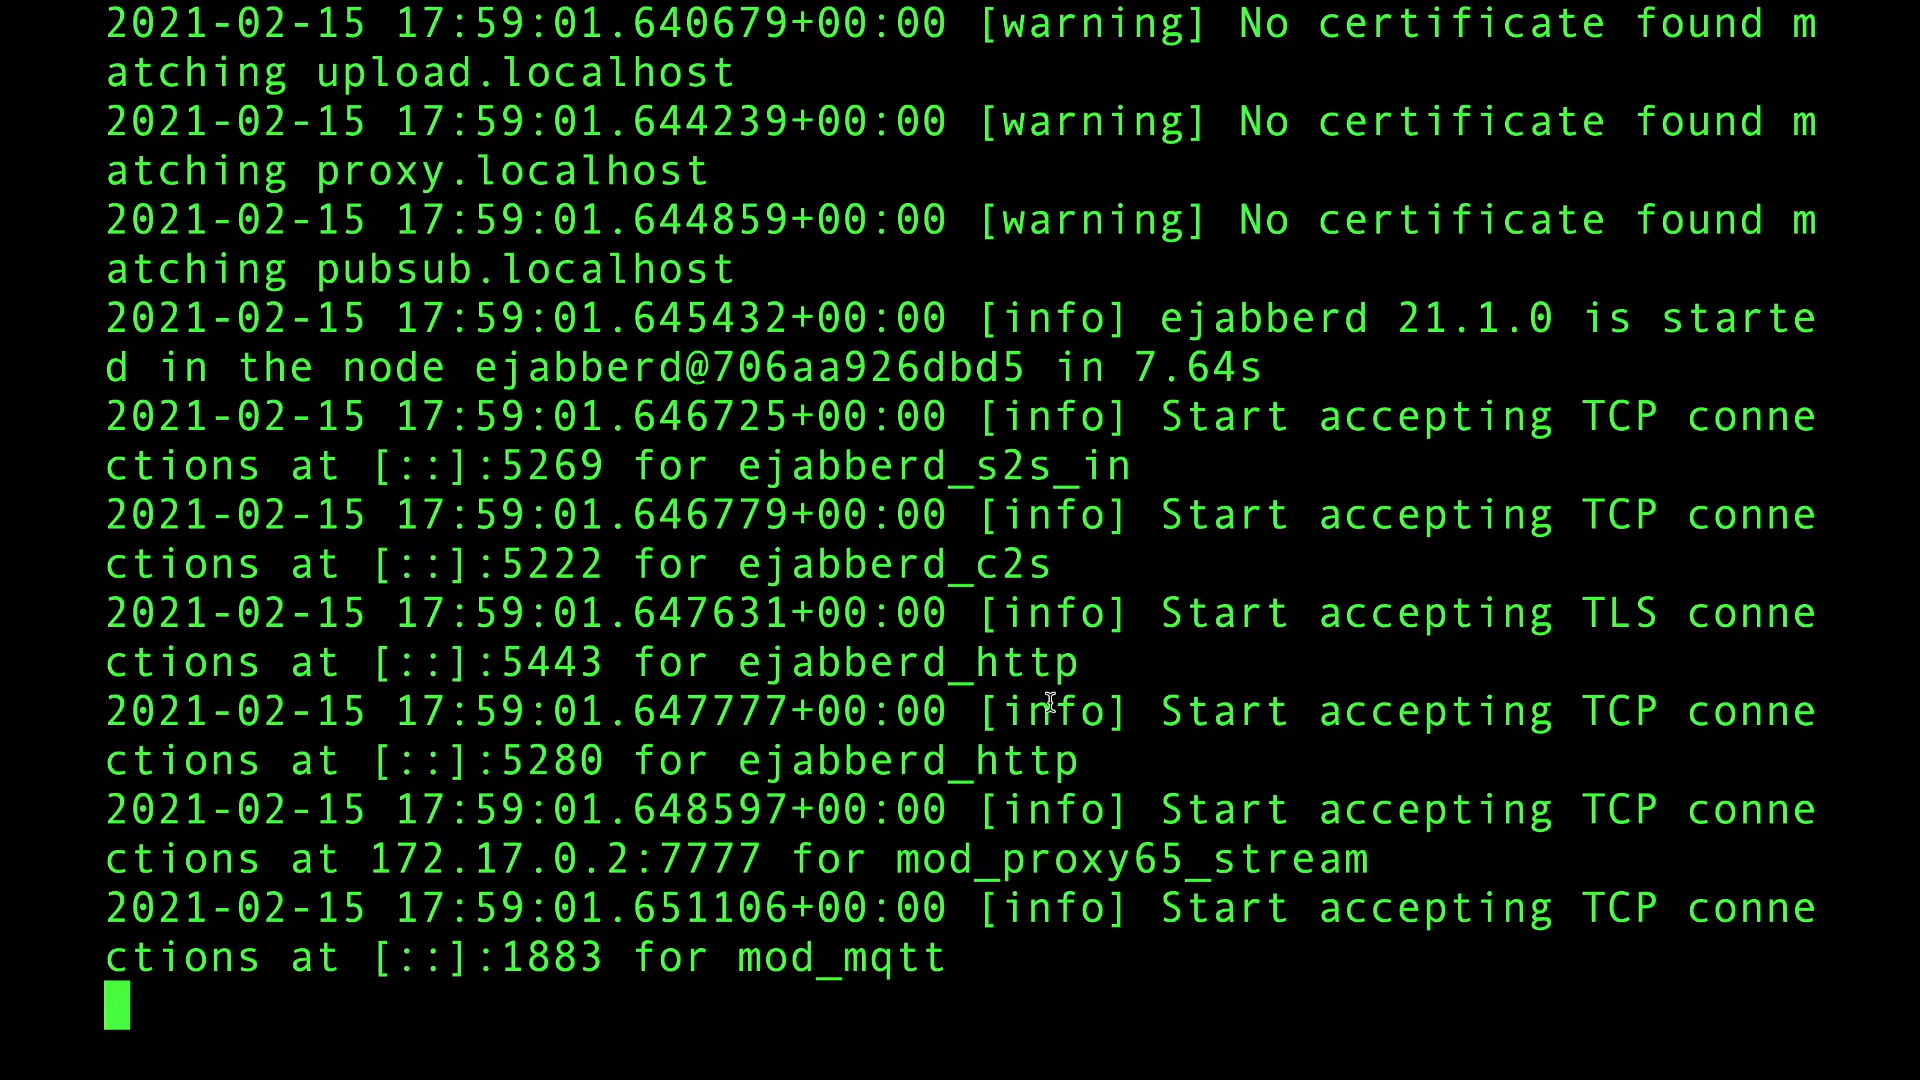 2021-02-15 17:59:01.640679+00:00 [warning] No certificate found m
atching upload.localhost
2021-02-15 17:59:01.644239+00:00 [warning] No certificate found m
atching proxy.localhost
2021-02-15 17:59:01.644859+00:00 [warning] No certificate found m
atching pubsub.localhost
2021-02-15 17:59:01.645432+00:00 [info] ejabberd 21.1.0 is starte
d in the node ejabberd@706aa926dbd5 in 7.64s
2021-02-15 17:59:01.646725+00:00 [info] Start accepting TCP conne
ctions at [::]:5269 for ejabberd_s2s_in
2021-02-15 17:59:01.646779+00:00 [info] Start accepting TCP conne
ctions at [::]:5222 for ejabberd_c2s
2021-02-15 17:59:01.647631+00:00 [info] Start accepting TLS conne
ctions at [::]:5443 for ejabberd_http
2021-02-15 17:59:01.647777+00:00 [info] Start accepting TCP conne
ctions at [::]:5280 for ejabberd_http
2021-02-15 17:59:01.648597+00:00 [info] Start accepting TCP conne
ctions at 172.17.0.2:7777 for mod_proxy65_stream
2021-02-15 17:59:01.651106+00:00 [info] Start accepting TCP conne
ctions at [::]:1883 for mod_mqtt